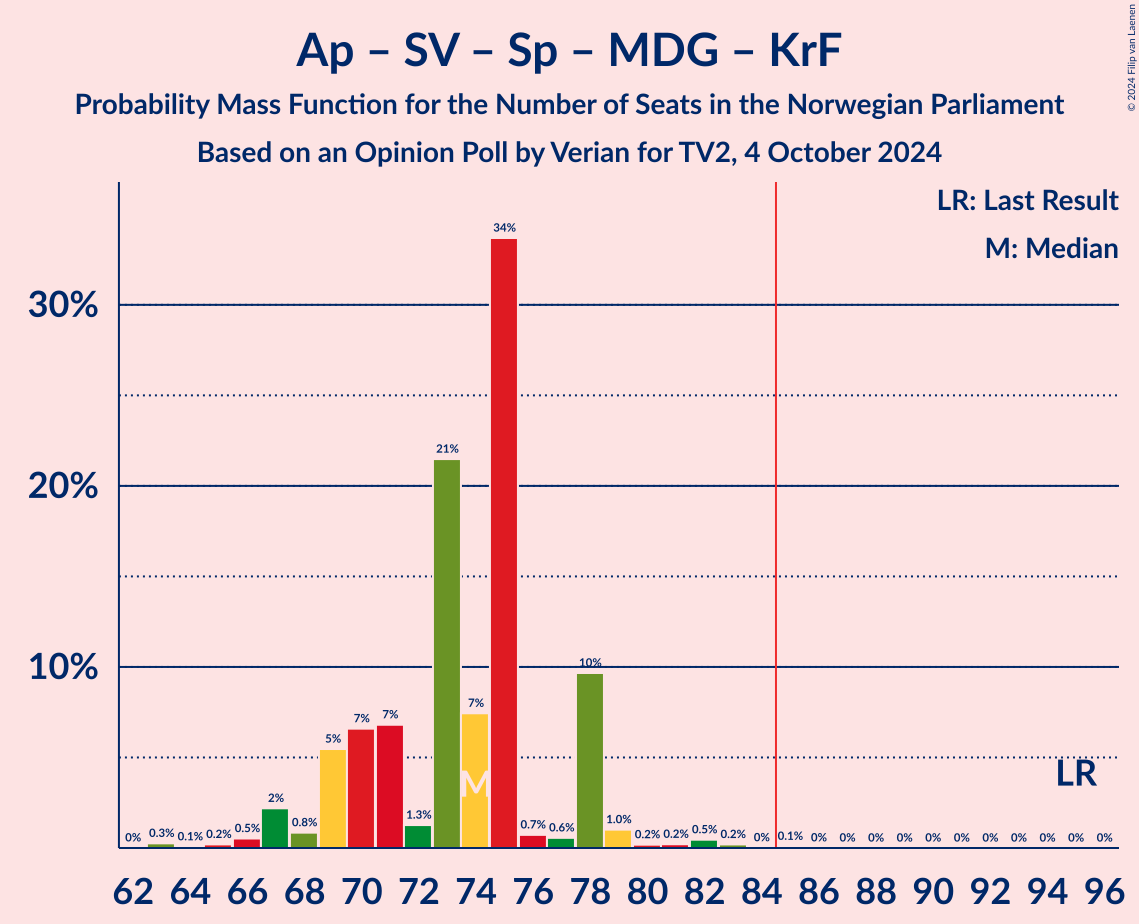 Ap – SV – Sp – MDG – KrF
Probability Mass Function for the Number of Seats in the Norwegian Parliament
Based on an Opinion Poll by Verian for TV2, 4 October 2024
© 2024 Filip van Laenen
LR: Last Result
M: Median
30%
20%
10%
0% 0.3% 0.1% 0.2% 0.5% 2% 0.8% 5% 7% 7% 1.3% 21% 7% 34% 0.7% 0.6% 10% 1.0% 0.2% 0.2% 0.5% 0.2% 0% 0.1% 0% 0% 0% 0% 0% 0% 0% 0% 0% 0% 0%
M
LR
62 64 66 68 70 72 74 76 78 80 82 84 86 88 90 92 94 96